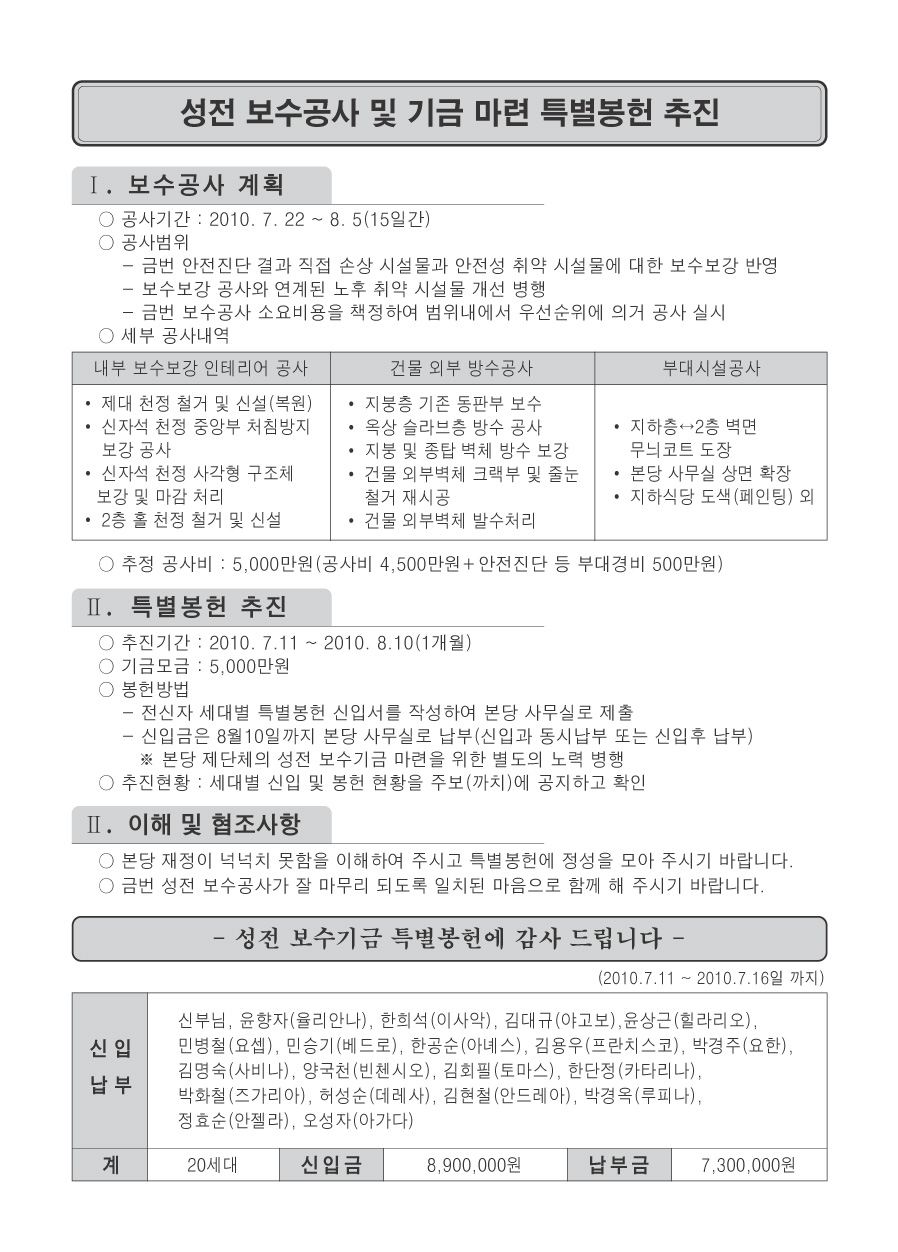 성전 보수공사 및 기금 마련 특별봉헌 추진
Ⅰ. 보수공사 계획
○ 공사기간 : 2010. 7. 22 ~ 8. 5(15일간)
○ 공사범위
- 금번 안전진단 결과 직접 손상 시설물과 안전성 취약 시설물에 대한 보수보강 반영
- 보수보강 공사와 연계된 노후 취약 시설물 개선 병행
- 금번 보수공사 소요비용을 책정하여 범위내에서 우선순위에 의거 공사 실시
○ 세부 공사내역
내부 보수보강 인테리어 공사
• 제대 천정 철거 및 신설(복원)
• 신자석 천정 중앙부 처침방지
보강 공사
• 신자석 천정 사각형 구조체
보강 및 마감 처리
• 2층 홀 천정 철거 및 신설
건물 외부 방수공사
• 지붕층 기존 동판부 보수
• 옥상 슬라브층 방수 공사
• 지붕 및 종탑 벽체 방수 보강
• 건물 외부벽체 크랙부 및 줄눈
철거 재시공
• 건물 외부벽체 발수처리
부대시설공사
• 지하층↔2층 벽면
무늬코트 도장
• 본당 사무실 상면 확장
• 지하식당 도색(페인팅) 외
○ 추정 공사비 : 5,000만원(공사비 4,500만원+안전진단 등 부대경비 500만원)
Ⅱ. 특별봉헌 추진
○ 추진기간 : 2010. 7.11 ~ 2010. 8.10(1개월)
○ 기금모금 : 5,000만원
○ 봉헌방법
- 전신자 세대별 특별봉헌 신입서를 작성하여 본당 사무실로 제출
- 신입금은 8월10일까지 본당 사무실로 납부(신입과 동시납부 또는 신입후 납부)
※ 본당 제단체의 성전 보수기금 마련을 위한 별도의 노력 병행
○ 추진현황 : 세대별 신입 및 봉헌 현황을 주보(까치)에 공지하고 확인
Ⅱ. 이해 및 협조사항
○ 본당 재정이 넉넉치 못함을 이해하여 주시고 특별봉헌에 정성을 모아 주시기 바랍니다.
○ 금번 성전 보수공사가 잘 마무리 되도록 일치된 마음으로 함께 해 주시기 바랍니다.
- 성전 보수기금 특별봉헌에 감사 드립니다 -
(2010.7.11 ~ 2010.7.16일 까지)
신입
납부
신부님, 윤향자(율리안나), 한희석(이사악), 김대규(야고보),윤상근(힐라리오),
민병철(요셉), 민승기(베드로), 한공순(아녜스), 김용우(프란치스코), 박경주(요한),
김명숙(사비나), 양국천(빈첸시오), 김회필(토마스), 한단정(카타리나),
박화철(즈가리아), 허성순(데레사), 김현철(안드레아), 박경옥(루피나),
정효순(안젤라), 오성자(아가다)
계 20세대 신입금 8,900,000원 납부금 7,300,000원